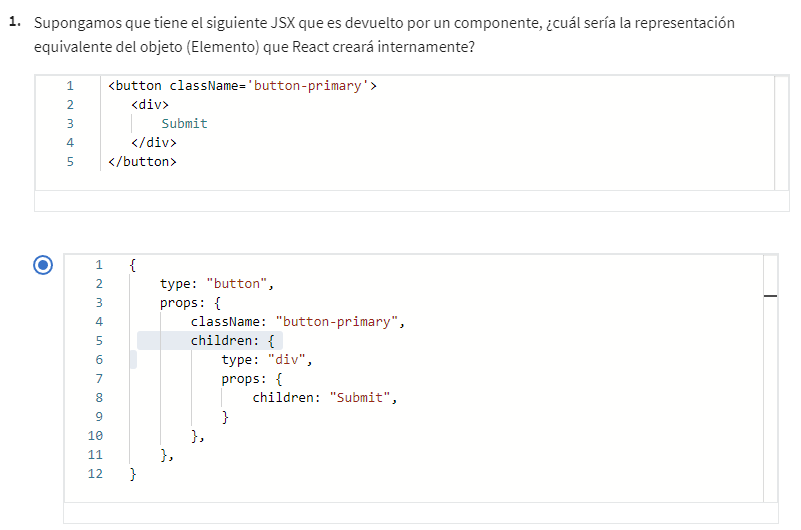 1. Supongamos que tiene el siguiente JSX que es devuelto por un componente, ¿cuál sería la representación
equivalente del objeto (Elemento) que React creará internamente?
1 <button className='button-primary'>
2 <div>
3 Submit
4 </div>
5 </button>
1 {
2 type: "button",
3 props: {
4 className: "button-primary",
5 children: {
6 type: "div",
7 props: {
8 children: "Submit",
9 }
10 },
11 },
12 }